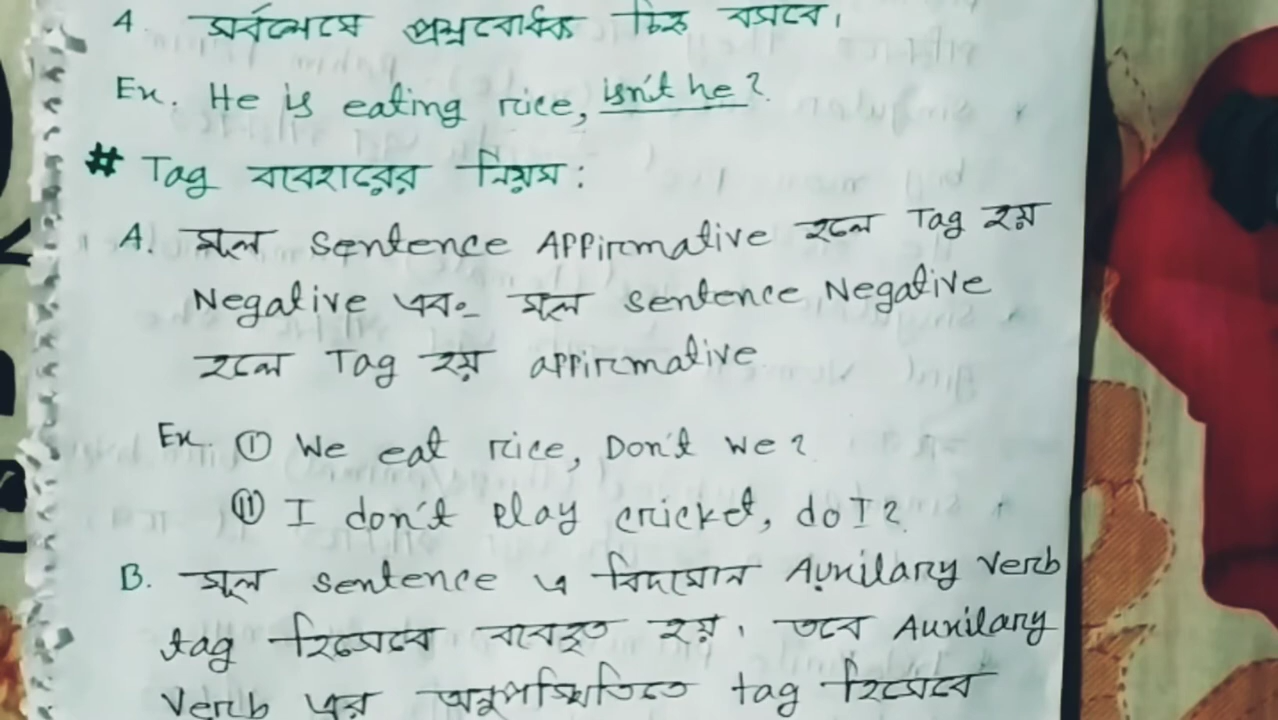 4. সর্বশেষে প্রশ্নবোধক চিহ্ন বসবে।
Ex. He is eating rice, isn't he?
# Tag ব্যবহারের নিয়ম :
A. মূল sentence Appirmative হলে Tag হয়
Negative এবং মূল sentence Negative
হলে Tag হয় appirmative
Ex. (i) We eat rice, Don't we?
(ii) I don't play cricket, do I?
B. মূল sentence এ বিদ্যমান Auxilary verb
tag হিসেবে ব্যবহৃত হয়। তবে Auxilary
Verb এর অনুপস্থিতিতে tag হিসেবে